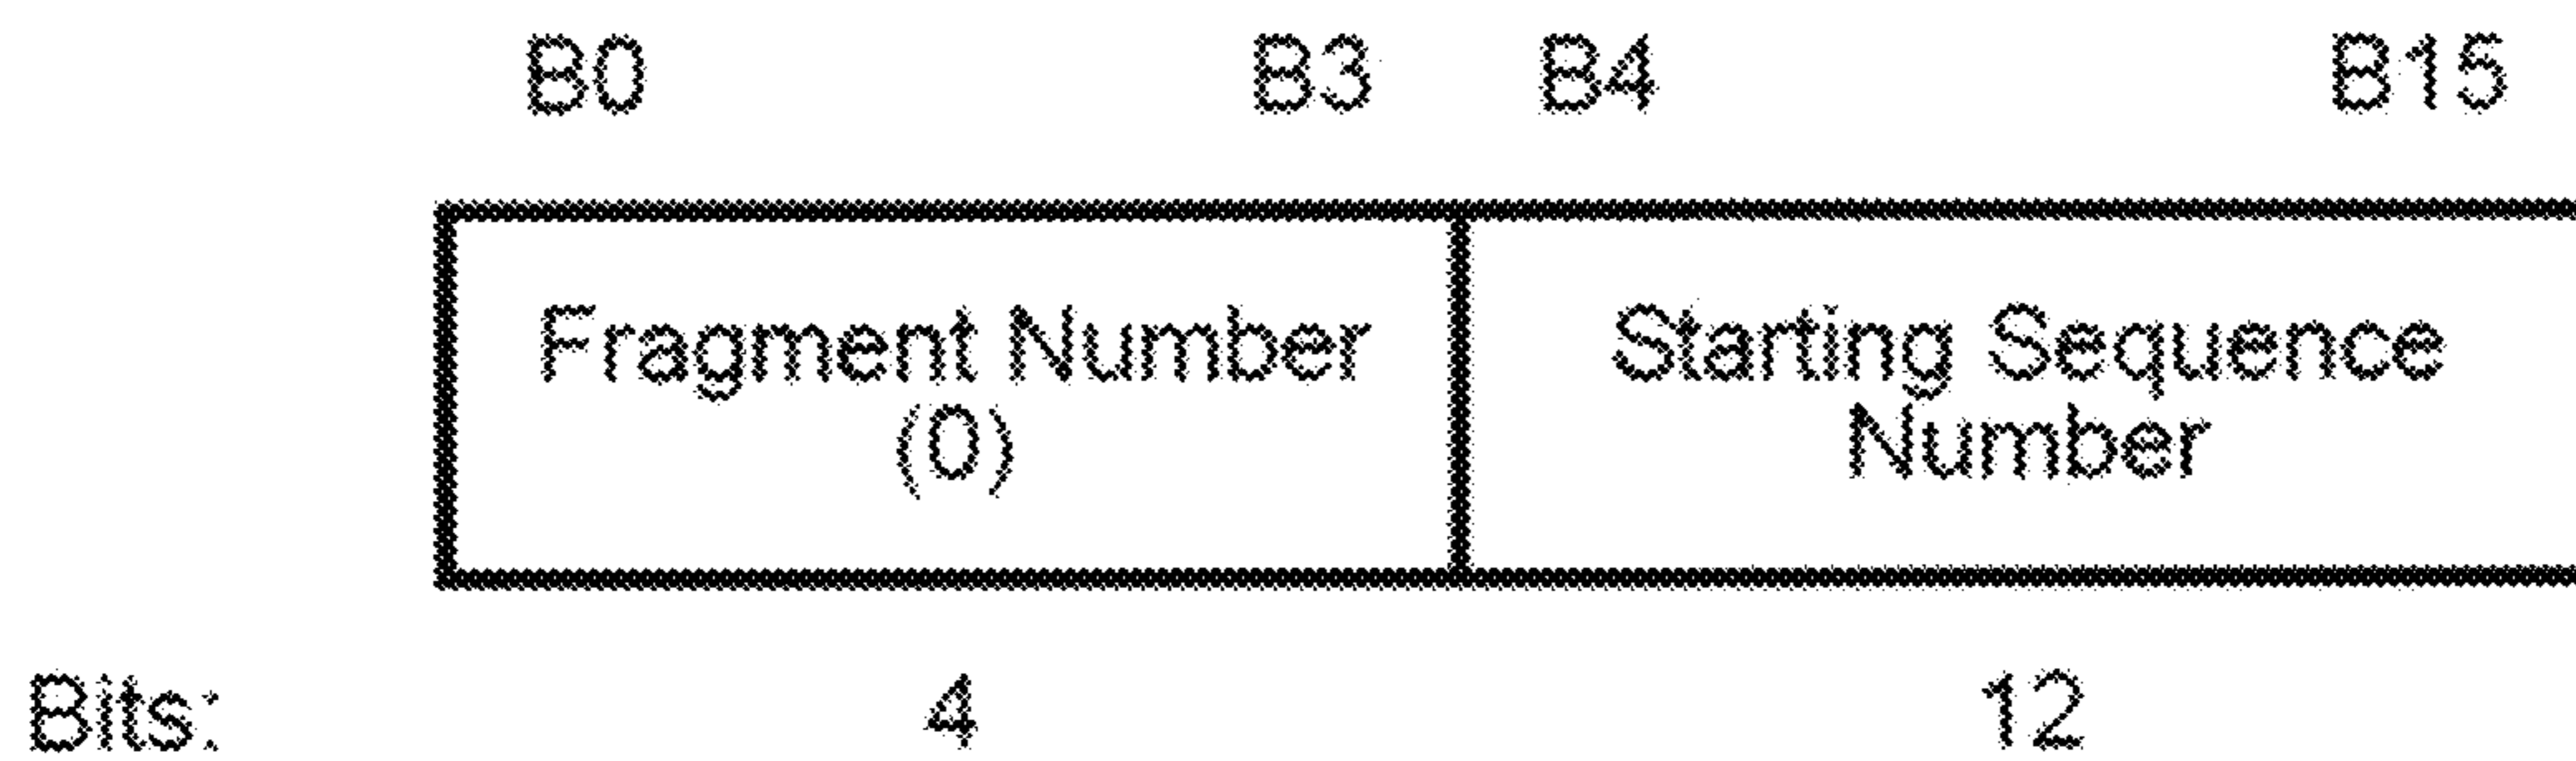 B0 B3 B4 B15
Fragment Number
(0)
Starting Sequence
Number
Bits: 4 12